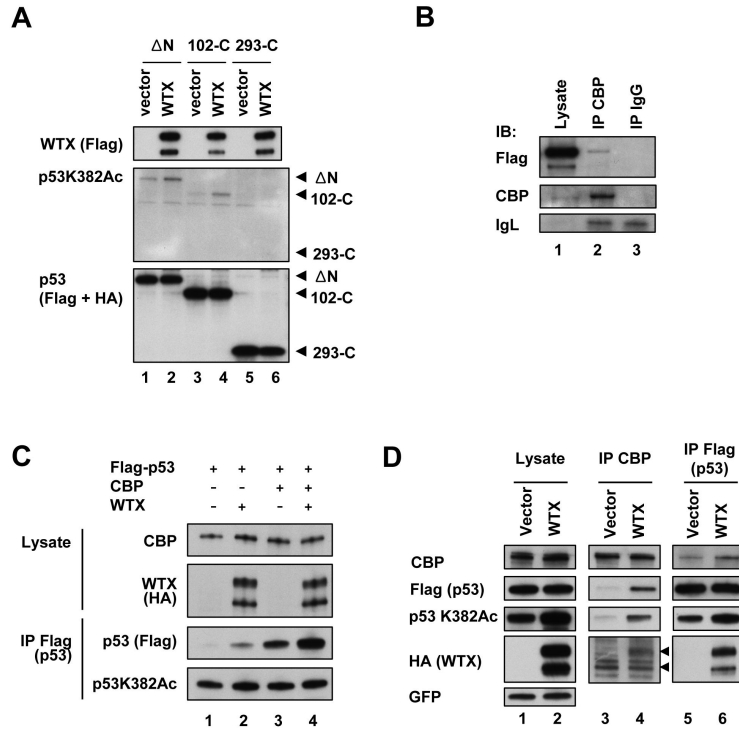 A
ΔN 102-C 293-C
vector WTX vector WTX vector WTX
WTX (Flag)
p53K382Ac
ΔN
102-C
293-C
p53
(Flag + HA)
ΔN
102-C
293-C
1 2 3 4 5 6
B
Lysate IP CBP IP IgG
IB:
Flag
CBP
IgL
1 2 3
C
Flag-p53 + + + +
CBP - - + +
WTX - + - +
Lysate
CBP
WTX
(HA)
IP Flag
(p53)
p53 (Flag)
p53K382Ac
1 2 3 4
D
Lysate IP CBP IP Flag
(p53)
Vector WTX Vector WTX Vector WTX
CBP
Flag (p53)
p53 K382Ac
HA (WTX)
GFP
1 2 3 4 5 6